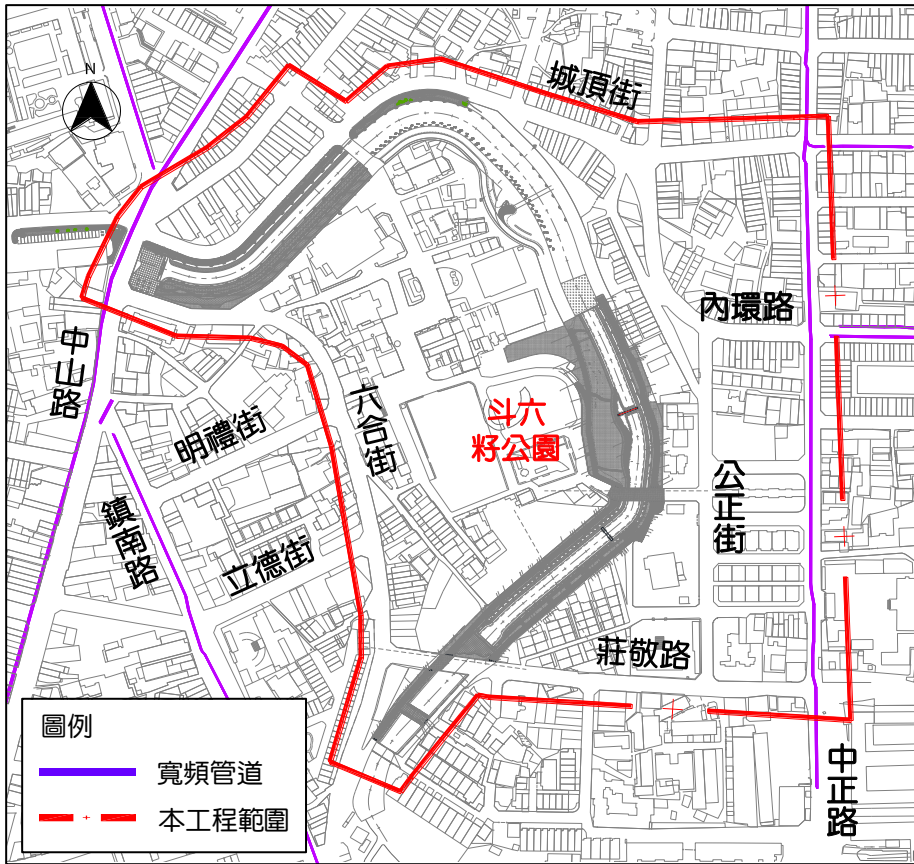 N
城頂街
內環路
中山路
六合街
斗六
籽公園
明禮街
公正街
鎮南路
立德街
莊敬路
圖例
寬頻管道
本工程範圍
中正路